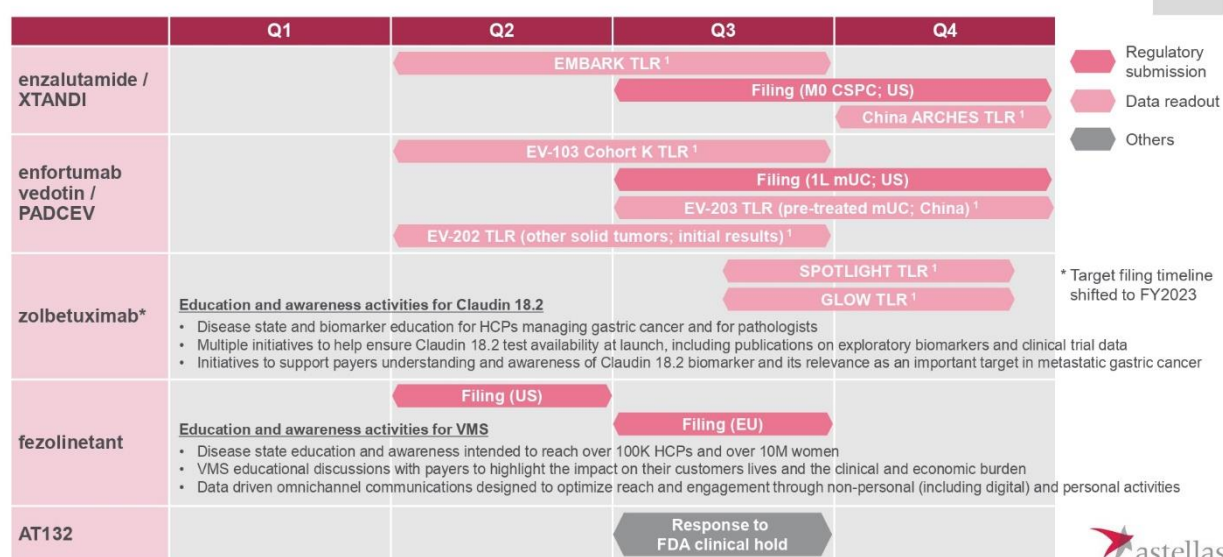 Q1 Q2 Q3 Q4
enzalutamide /
XTANDI
EMBARK TLR 1
Filing (M0 CSPC; US)
China ARCHES TLR 1
Regulatory
submission
Data readout
Others
enfortumab
vedotin /
PADCEV
EV-103 Cohort K TLR 1
Filing (1L mUC; US)
EV-203 TLR (pre-treated mUC; China) 1
EV-202 TLR (other solid tumors; initial results) 1
zolbetuximab*
SPOTLIGHT TLR 1
GLOW TLR 1
* Target filing timeline
shifted to FY2023
Education and awareness activities for Claudin 18.2
• Disease state and biomarker education for HCPs managing gastric cancer and for pathologists
• Multiple initiatives to help ensure Claudin 18.2 test availability at launch, including publications on exploratory biomarkers and clinical trial data
• Initiatives to support payers understanding and awareness of Claudin 18.2 biomarker and its relevance as an important target in metastatic gastric cancer
fezolinetant
Filing (US)
Filing (EU)
Education and awareness activities for VMS
• Disease state education and awareness intended to reach over 100K HCPs and over 10M women
• VMS educational discussions with payers to highlight the impact on their customers lives and the clinical and economic burden
• Data driven omnichannel communications designed to optimize reach and engagement through non-personal (including digital) and personal activities
AT132
Response to
FDA clinical hold
astellas